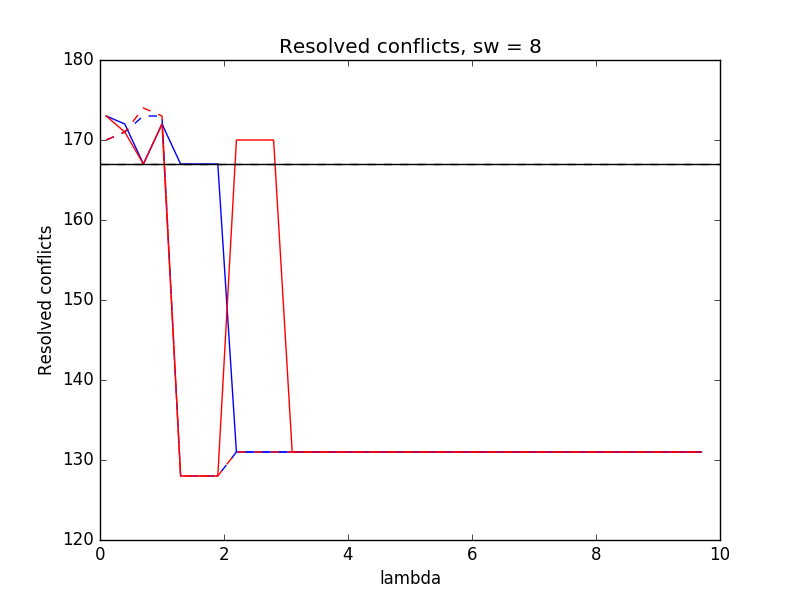 Resolved conflicts, sw = 8
180
170
160
150
140
130
120
Resolved conflicts
0 2 4 6 8 10
lambda